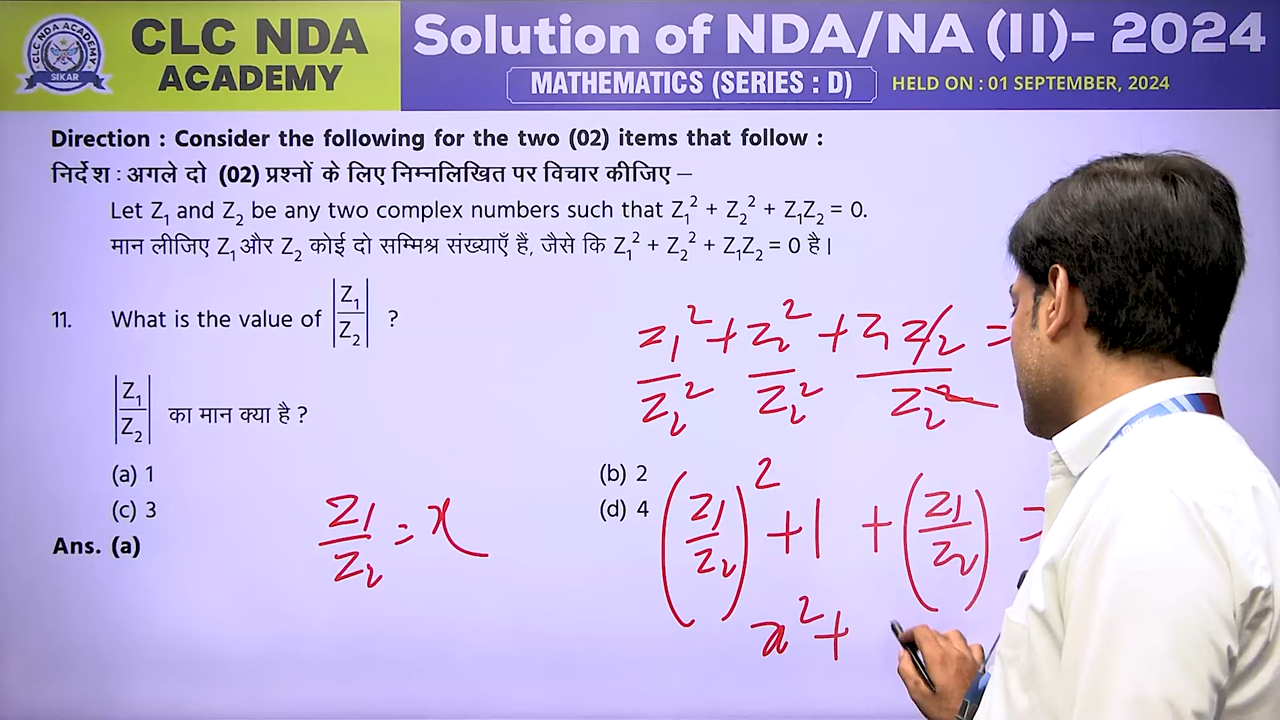 CLC NDA ACADEMY
SIKAR
CLC NDA
ACADEMY
Solution of NDA/NA (II)- 2024
MATHEMATICS (SERIES : D)
HELD ON : 01 SEPTEMBER, 2024
Direction : Consider the following for the two (02) items that follow :
निर्देश : अगले दो (02) प्रश्नों के लिए निम्नलिखित पर विचार कीजिए –
Let Z₁ and Z₂ be any two complex numbers such that Z₁² + Z₂² + Z₁Z₂ = 0.
मान लीजिए Z₁ और Z₂ कोई दो सम्मिश्र संख्याएँ हैं, जैसे कि Z₁² + Z₂² + Z₁Z₂ = 0 है।
11. What is the value of |Z₁/Z₂| ?
|Z₁/Z₂| का मान क्या है ?
(a) 1
(b) 2
(c) 3
(d) 4
Ans. (a)
z₁²/z₂² + z₂²/z₂² + z₁z₂/z₂² =
z₁/z₂ = x
(z₁/z₂)² + 1 + (z₁/z₂) =
x² +